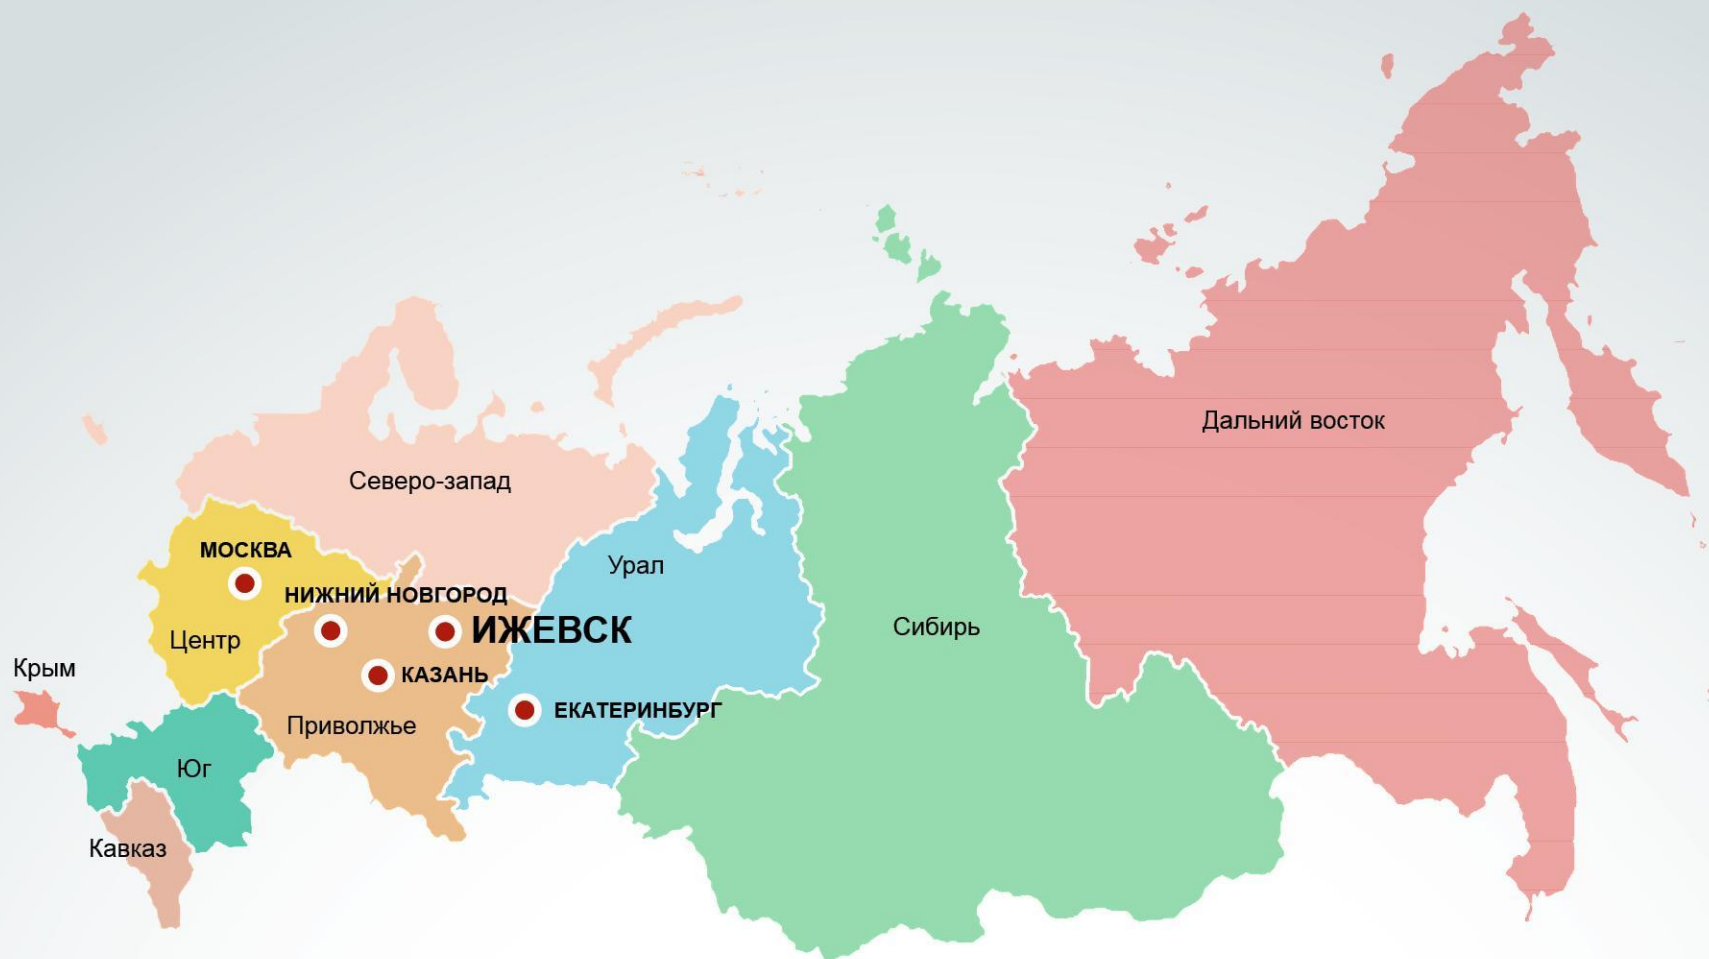 Дальний восток
Северо-запад
МОСКВА
Урал
НИЖНИЙ НОВГОРОД
ИЖЕВСК
Сибирь
Центр
Крым
КАЗАНЬ
ЕКАТЕРИНБУРГ
Приволжье
Юг
Кавказ